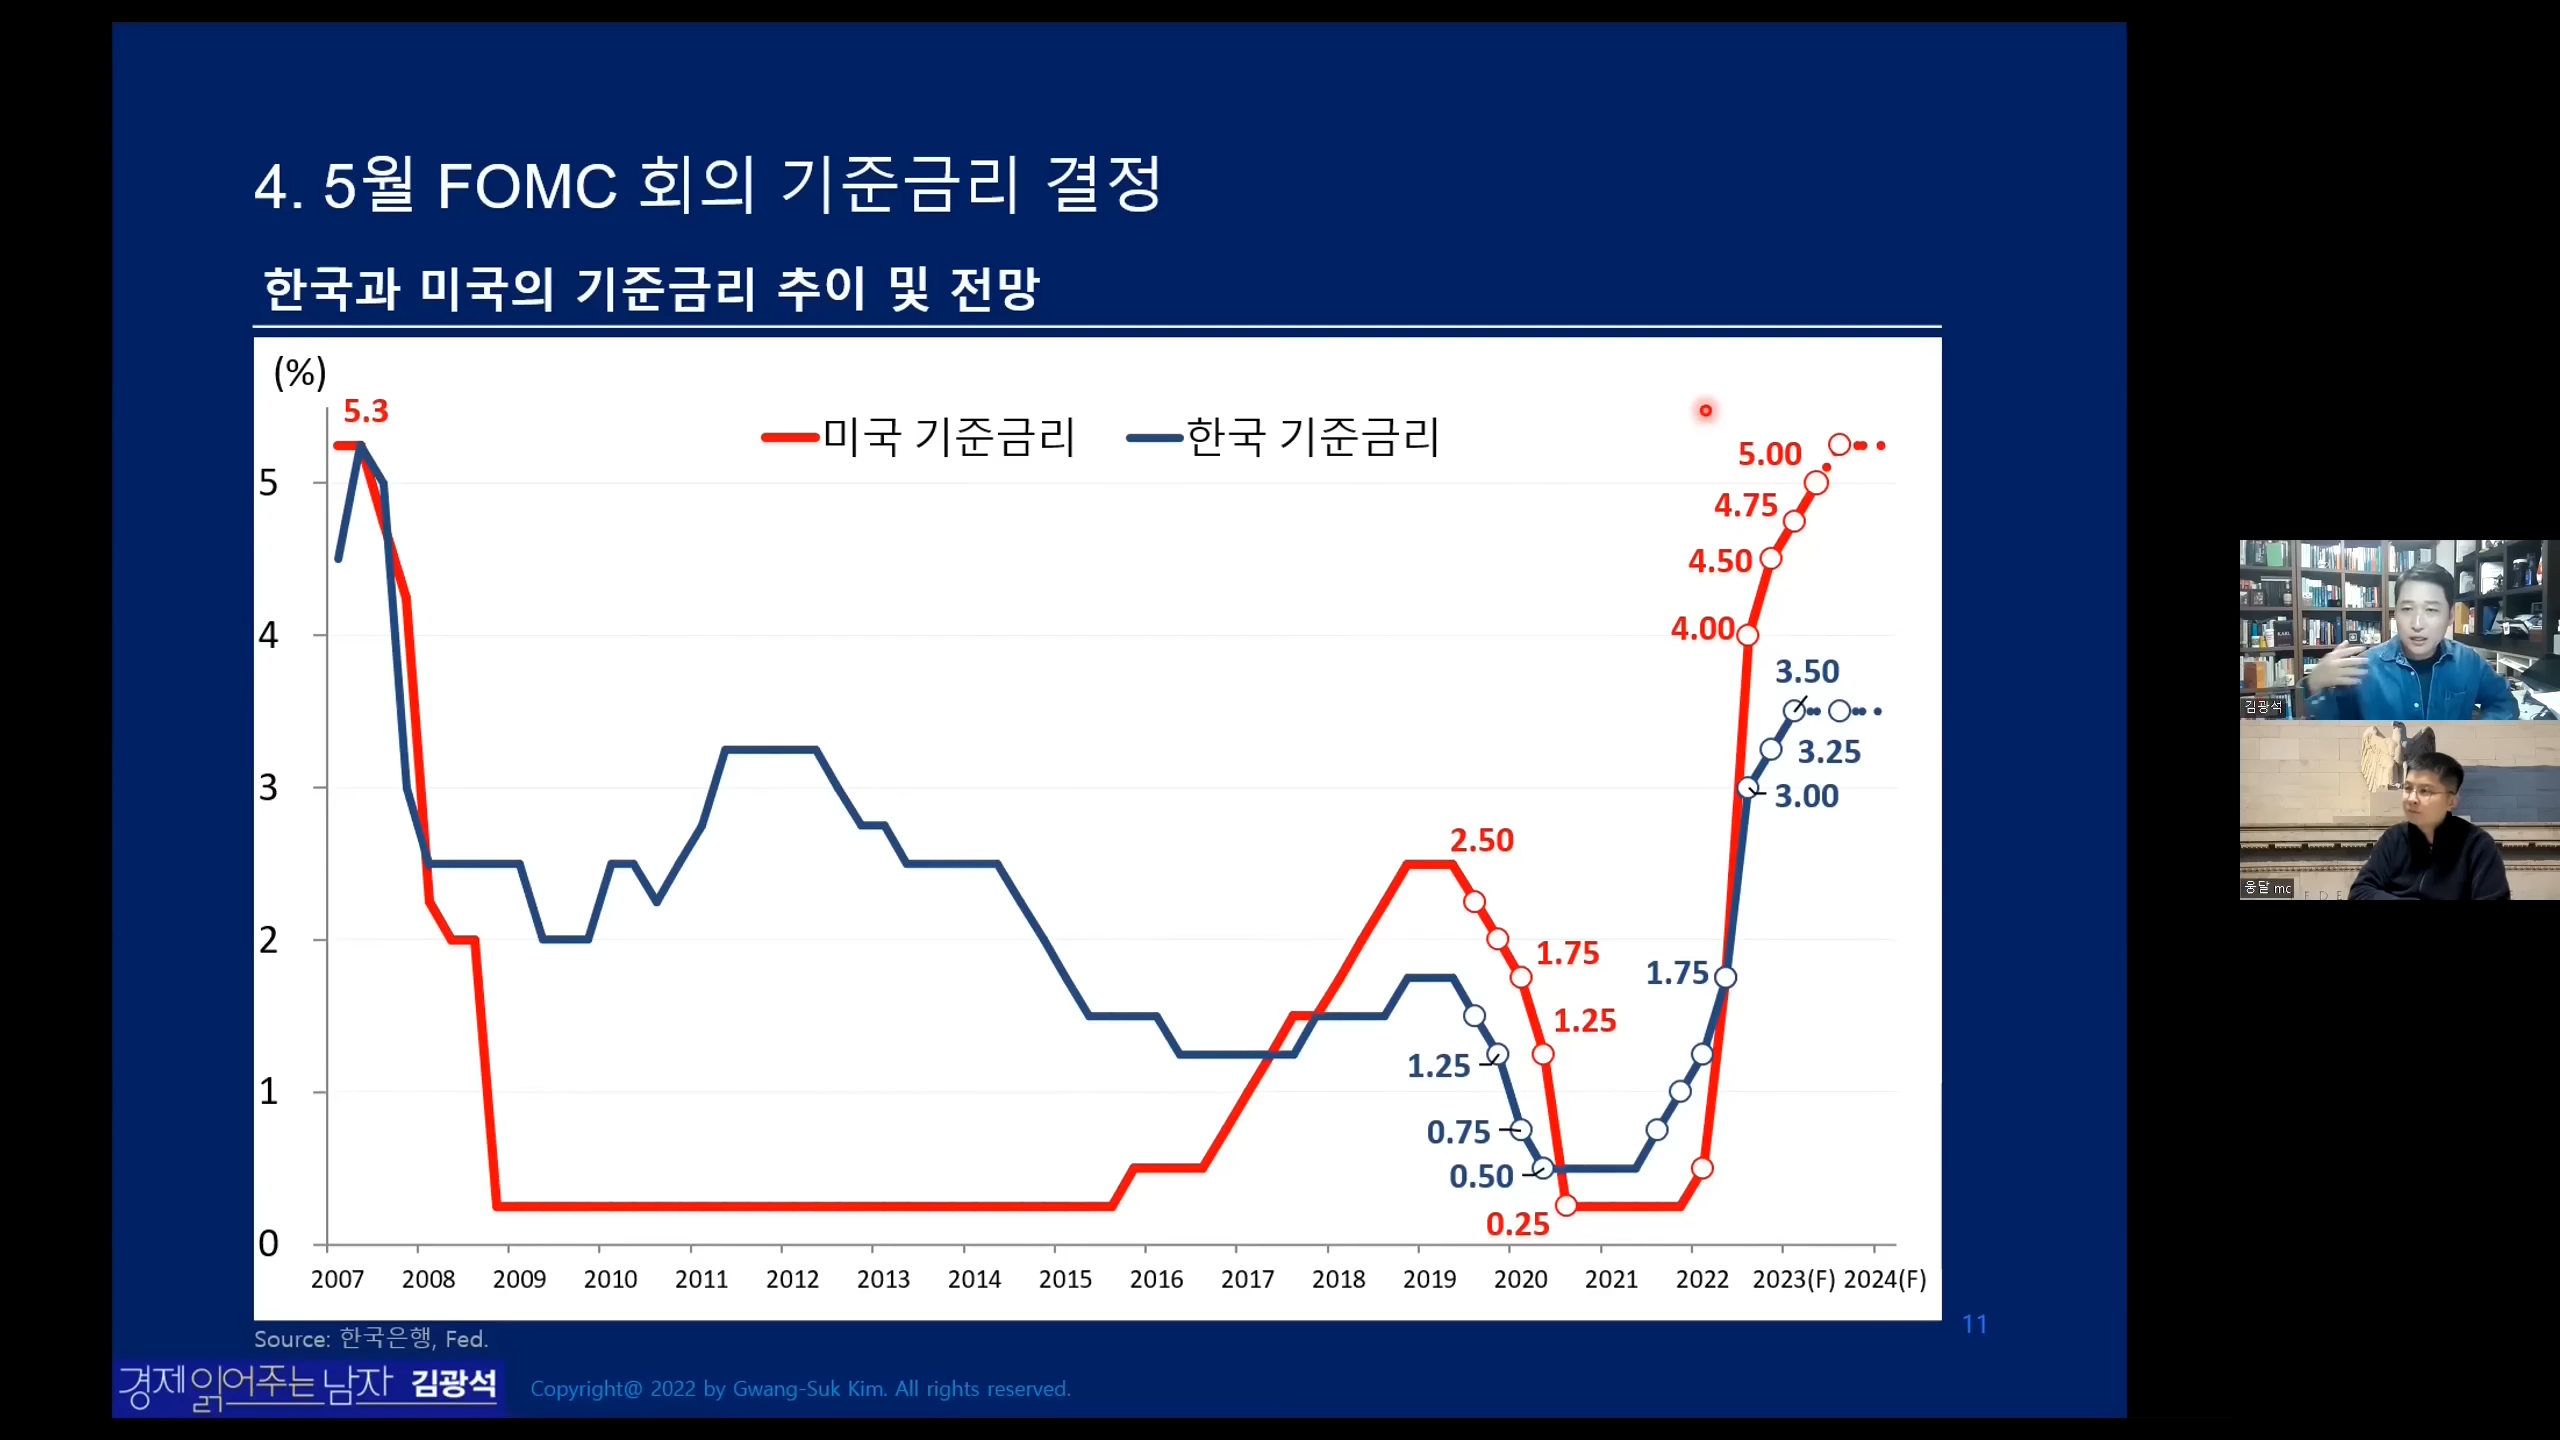 4. 5월 FOMC 회의 기준금리 결정
한국과 미국의 기준금리 추이 및 전망
(%)
5.3
미국 기준금리 한국 기준금리
5.00
5
4.75
4.50
4
4.00
3.50
3.25
3
3.00
2.50
2
1.75
1.75
1.25
1.25
1
0.75
0.50
0.25
0
2007 2008 2009 2010 2011 2012 2013 2014 2015 2016 2017 2018 2019 2020 2021 2022 2023(F) 2024(F)
11
Source: 한국은행, Fed.
경제읽어주는남자 김광석
Copyright@ 2022 by Gwang-Suk Kim. All rights reserved.
김광석
웅달 mc